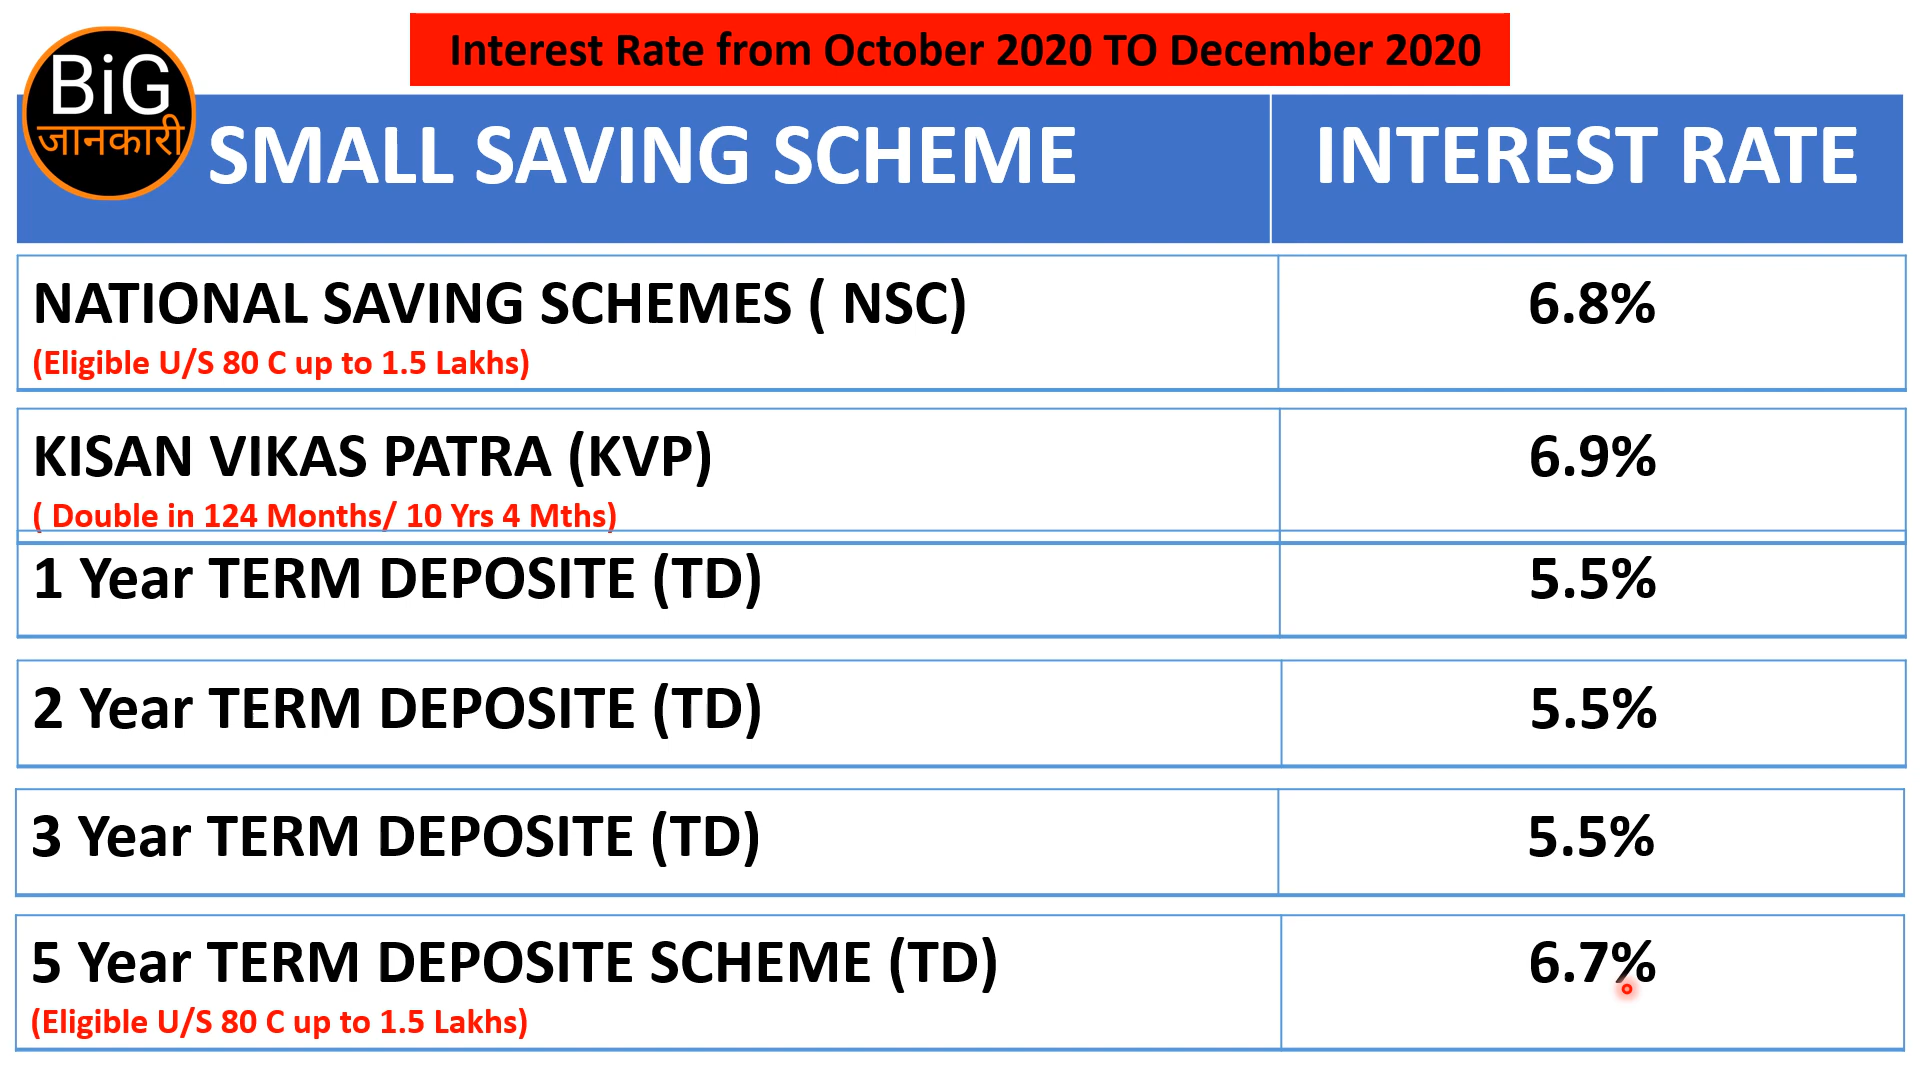 Interest Rate from October 2020 TO December 2020
BiG
जानकारी
SMALL SAVING SCHEME INTEREST RATE
NATIONAL SAVING SCHEMES ( NSC) 6.8%
(Eligible U/S 80 C up to 1.5 Lakhs)
KISAN VIKAS PATRA (KVP) 6.9%
( Double in 124 Months/ 10 Yrs 4 Mths)
1 Year TERM DEPOSITE (TD) 5.5%
2 Year TERM DEPOSITE (TD) 5.5%
3 Year TERM DEPOSITE (TD) 5.5%
5 Year TERM DEPOSITE SCHEME (TD) 6.7%
(Eligible U/S 80 C up to 1.5 Lakhs)